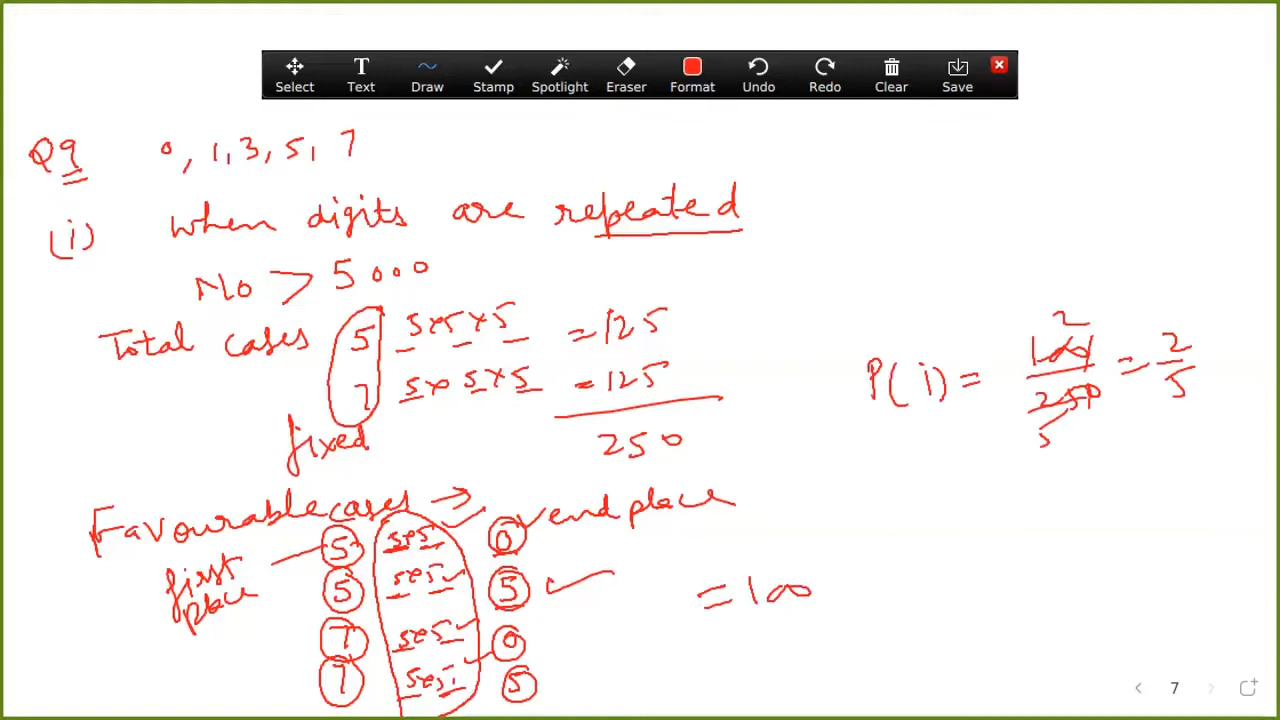 Select Text Draw Stamp Spotlight Eraser Format Undo Redo Clear Save
Q9 0, 1, 3, 5, 7
(i) when digits are repeated
No > 5000
Total cases 5 5×5×5 = 125
7 5×5×5 = 125
fixed 250
P(i) = 100/250 = 2/5
2
5
Favourable cases → end place
first place
5 5×5 0
5 5×5 5
7 5×5 0
7 5×5 5
= 100
7